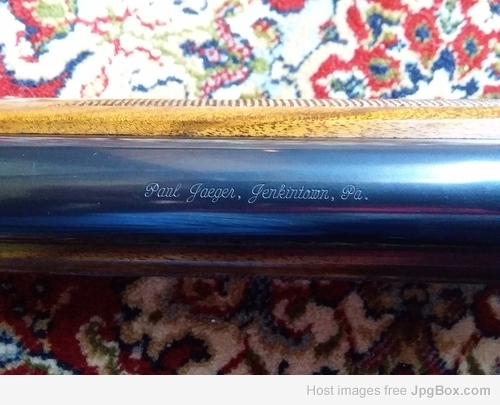 Paul Jaeger, Jenkintown, Pa.
Host images free JpgBox.com